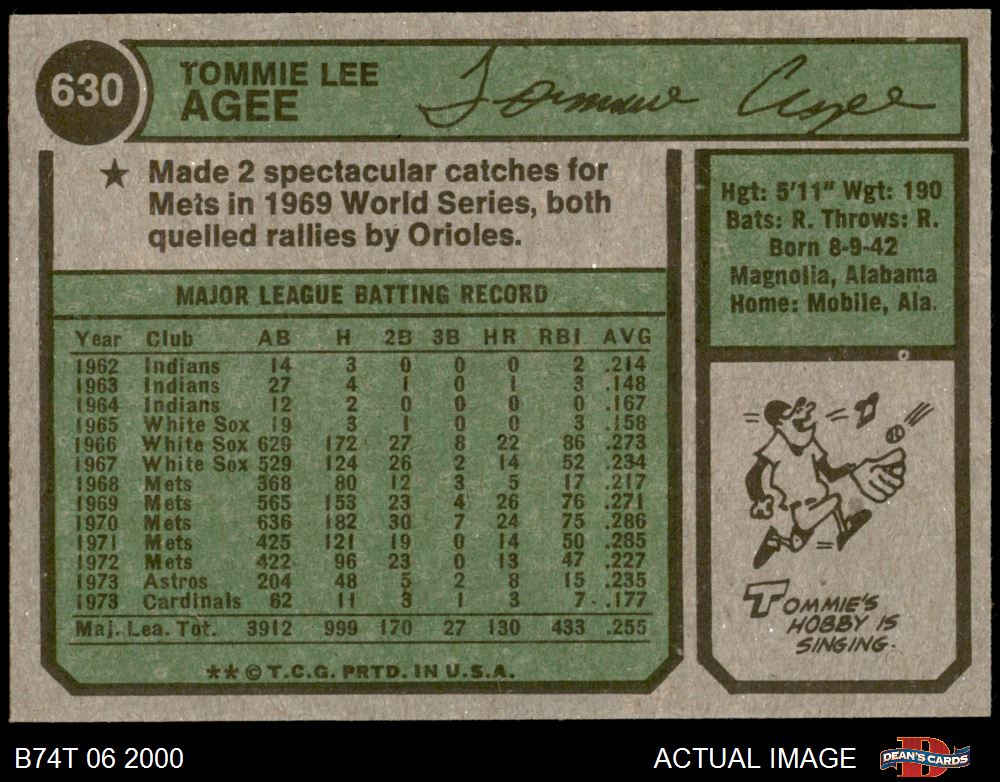 630
TOMMIE LEE
AGEE
Tommie Agee
★ Made 2 spectacular catches for
Mets in 1969 World Series, both
quelled rallies by Orioles.
Hgt: 5'11" Wgt: 190
Bats: R. Throws: R.
Born 8-9-42
Magnolia, Alabama
Home: Mobile, Ala.
MAJOR LEAGUE BATTING RECORD
Year Club AB H 2B 3B HR RBI AVG
1962 Indians 14 3 0 0 0 2 .214
1963 Indians 27 4 1 0 1 3 .148
1964 Indians 12 2 0 0 0 0 .167
1965 White Sox 19 3 1 0 0 3 .158
1966 White Sox 629 172 27 8 22 86 .273
1967 White Sox 529 124 26 2 14 52 .234
1968 Mets 368 80 12 3 5 17 .217
1969 Mets 565 153 23 4 26 76 .271
1970 Mets 636 182 30 7 24 75 .286
1971 Mets 425 121 19 0 14 50 .285
1972 Mets 422 96 23 0 13 47 .227
1973 Astros 204 48 5 2 8 15 .235
1973 Cardinals 62 11 3 1 3 7 .177
Maj. Lea. Tot. 3912 999 170 27 130 433 .255
**© T.C.G. PRTD. IN U.S.A.
TOMMIE'S
HOBBY IS
SINGING.
B74T 06 2000
ACTUAL IMAGE
DEAN'S CARDS